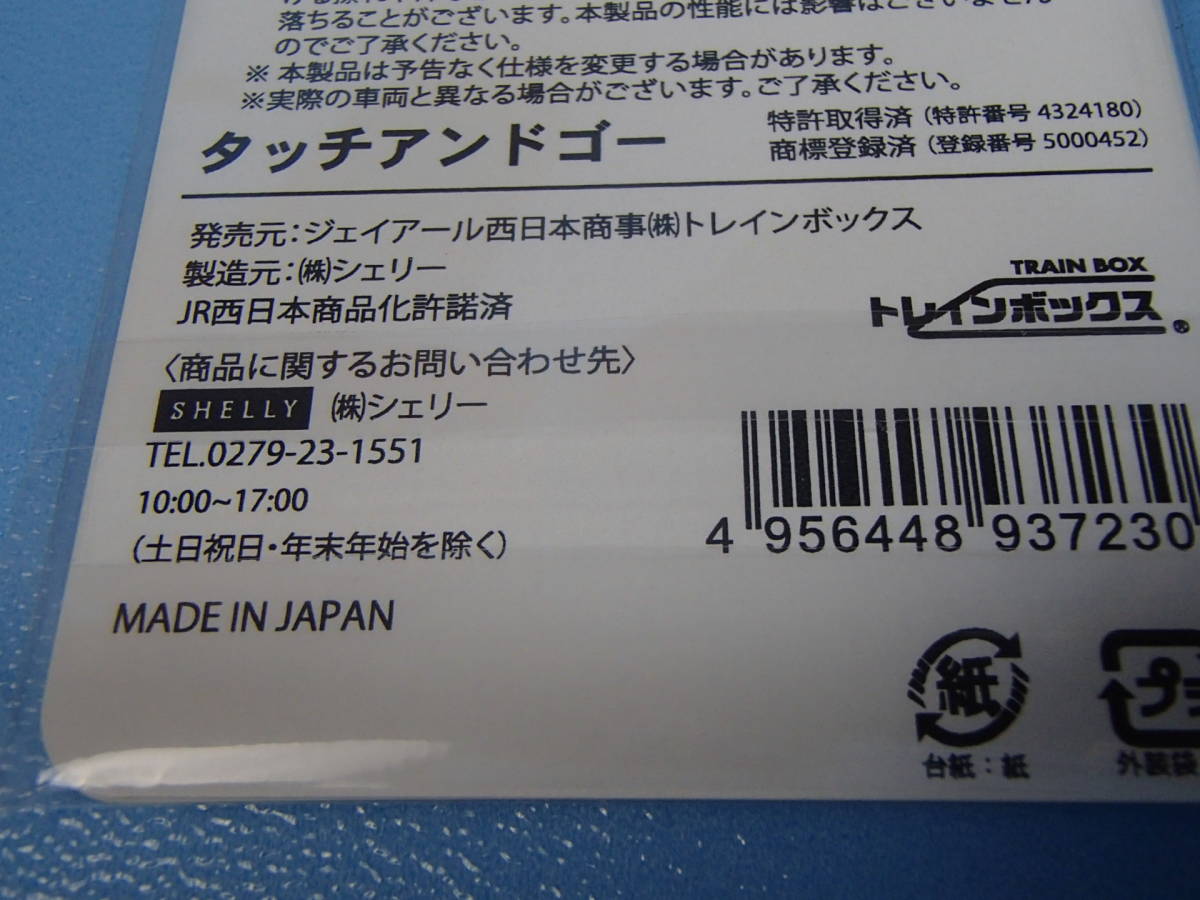 落ちることがございます。本製品の性能には影響はございません
のでご了承ください。
※ 本製品は予告なく仕様を変更する場合があります。
※実際の車両と異なる場合がございます。ご了承ください。
タッチアンドゴー
特許取得済（特許番号 4324180）
商標登録済（登録番号 5000452）
発売元：ジェイアール西日本商事㈱トレインボックス
製造元：㈱シェリー
JR西日本商品化許諾済
TRAIN BOX
トレインボックス®
〈商品に関するお問い合わせ先〉
SHELLY ㈱シェリー
TEL.0279-23-1551
10:00~17:00
（土日祝日・年末年始を除く）
4 956448 937230
MADE IN JAPAN
紙
台紙：紙
プラ
外装袋